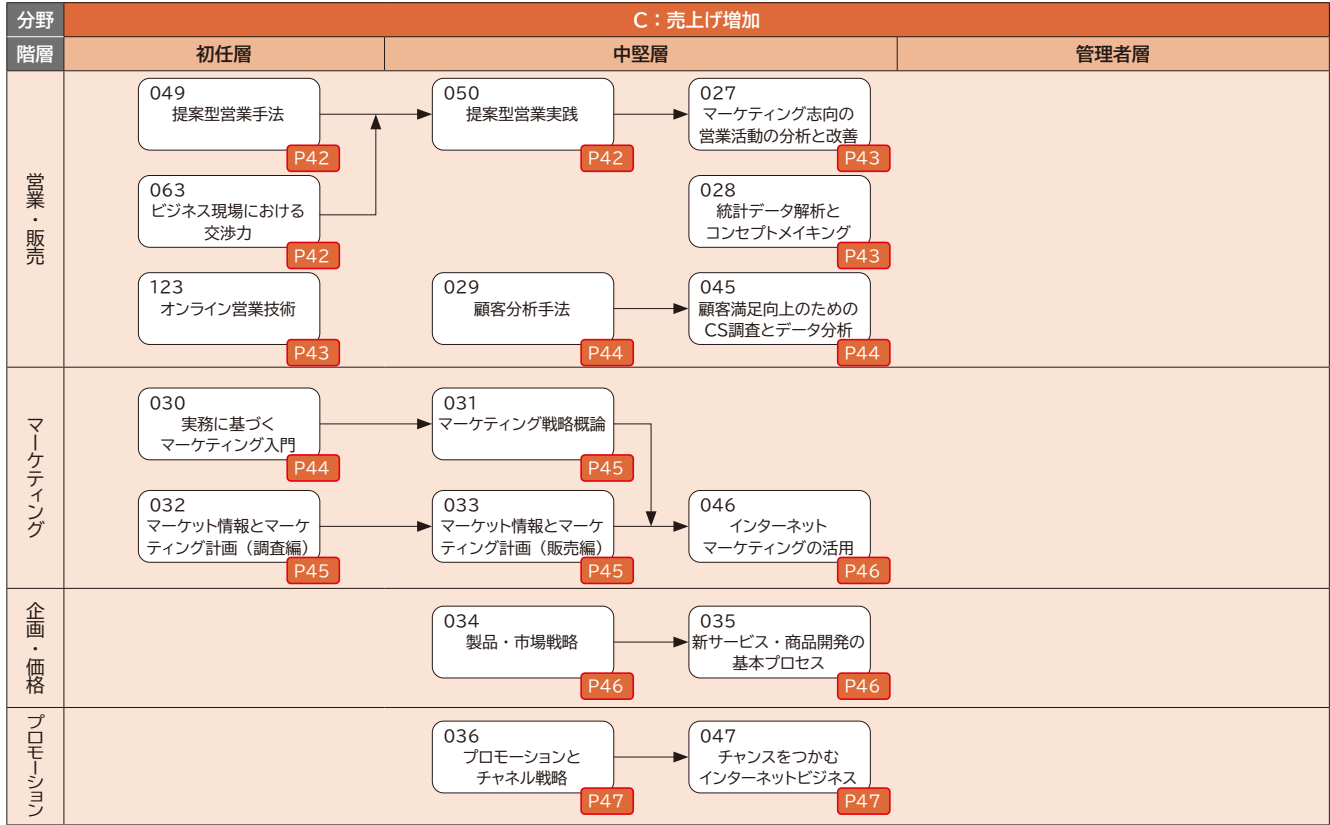 分野
C：売上げ増加
階層
初任層
中堅層
管理者層
営業・販売
049
提案型営業手法
P42
050
提案型営業実践
P42
027
マーケティング志向の
営業活動の分析と改善
P43
063
ビジネス現場における
交渉力
P42
028
統計データ解析と
コンセプトメイキング
P43
123
オンライン営業技術
P43
029
顧客分析手法
P44
045
顧客満足向上のための
CS調査とデータ分析
P44
マーケティング
030
実務に基づく
マーケティング入門
P44
031
マーケティング戦略概論
P45
032
マーケット情報とマーケ
ティング計画（調査編）
P45
033
マーケット情報とマーケ
ティング計画（販売編）
P45
046
インターネット
マーケティングの活用
P46
企画・価格
034
製品・市場戦略
P46
035
新サービス・商品開発の
基本プロセス
P46
プロモーション
036
プロモーションと
チャネル戦略
P47
047
チャンスをつかむ
インターネットビジネス
P47